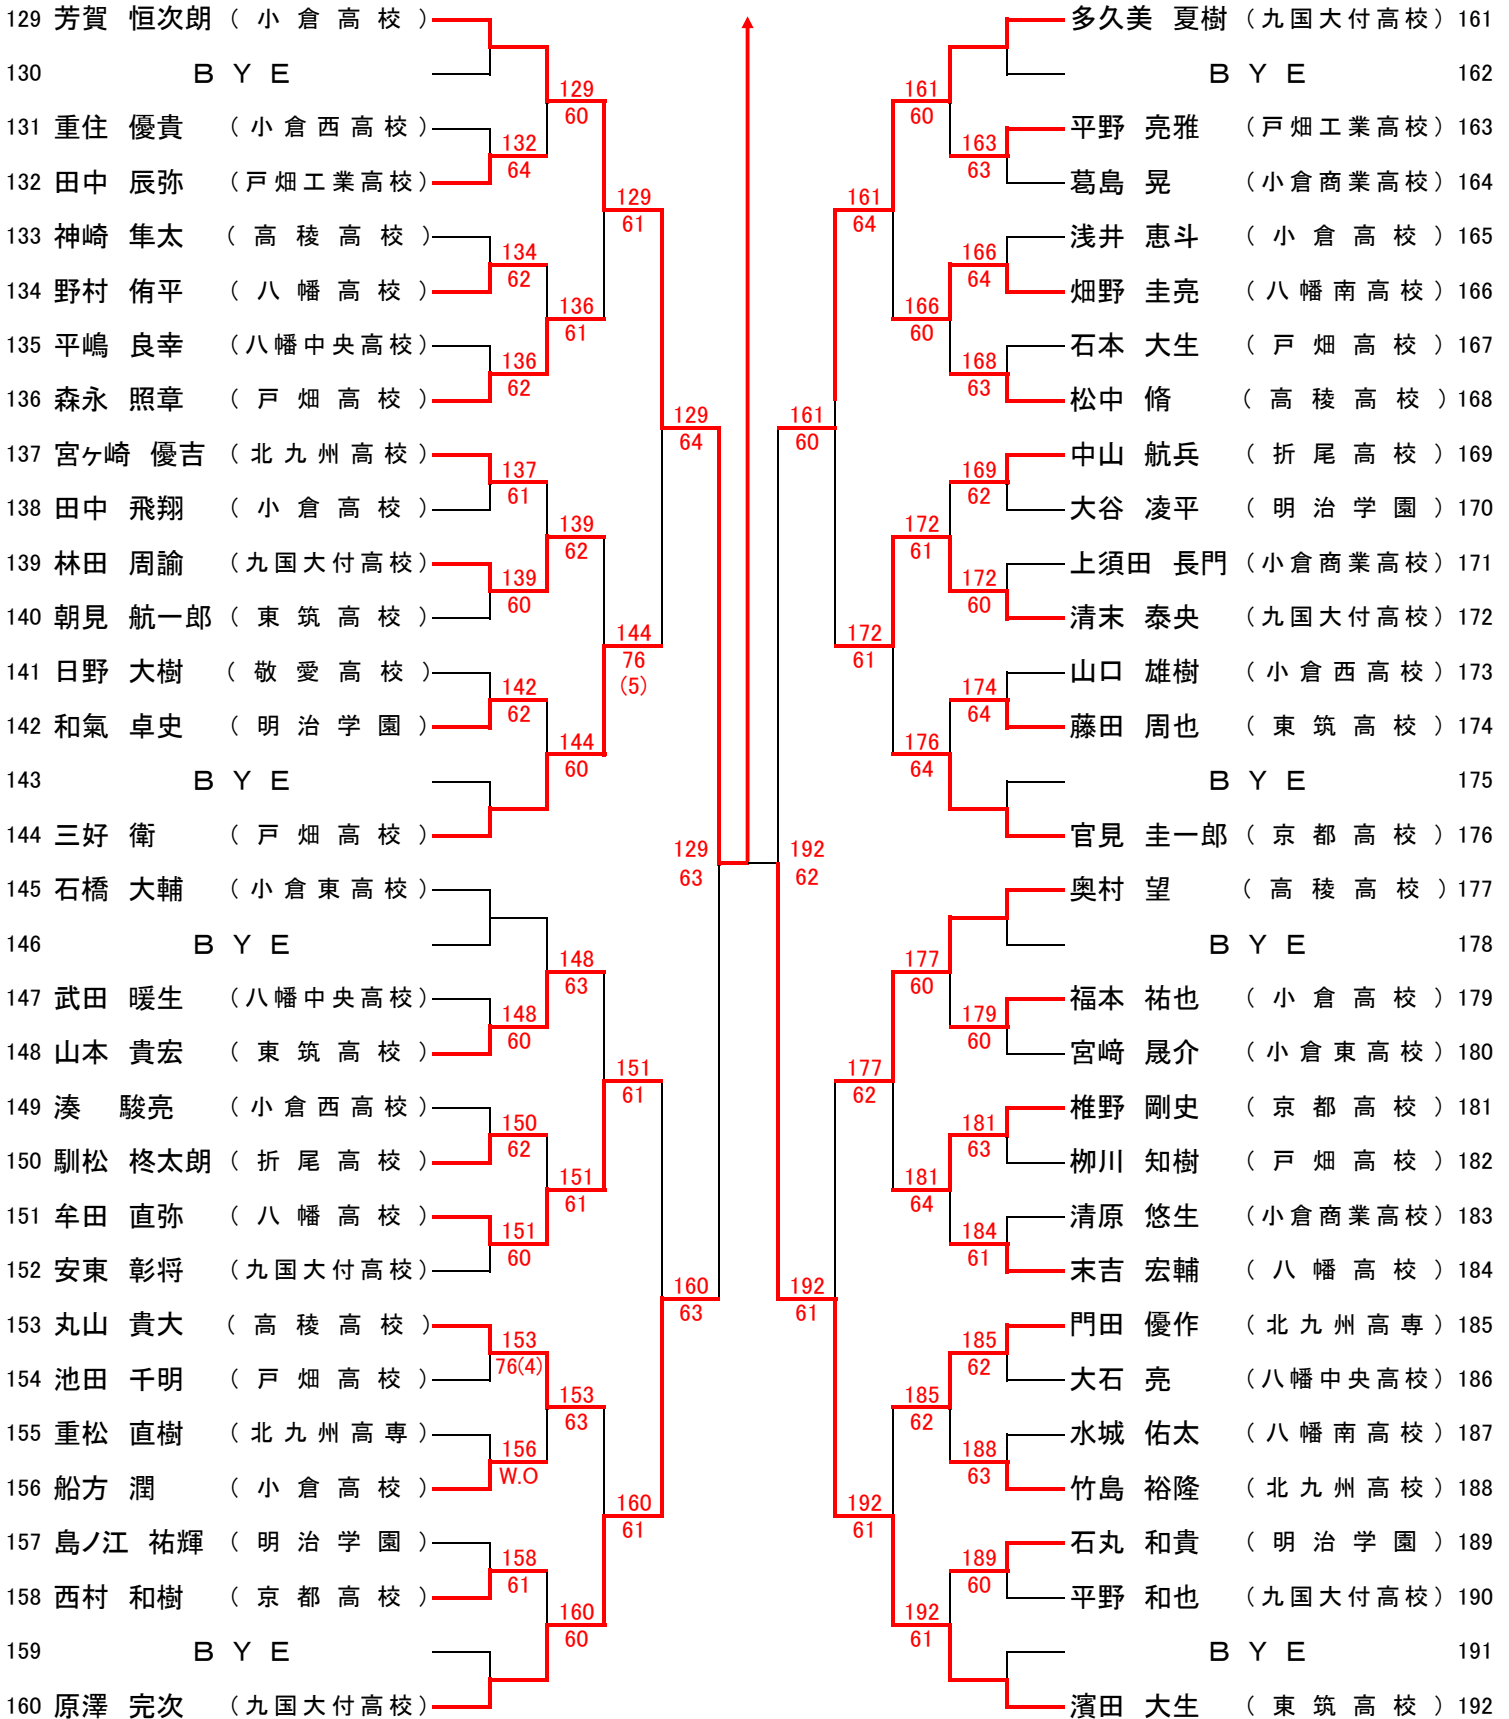 129 芳賀 恒次朗 ( 小 倉 高 校 )
130 B Y E
129
60
131 重住 優貴 ( 小 倉 西 高 校 )
132
64
132 田中 辰弥 ( 戸 畑 工 業 高 校 )
129
61
133 神崎 隼太 ( 高 稜 高 校 )
134
62
134 野村 侑平 ( 八 幡 高 校 )
136
61
135 平嶋 良幸 ( 八 幡 中 央 高 校 )
136
62
136 森永 照章 ( 戸 畑 高 校 )
129
64
137 宮ヶ崎 優吉 ( 北 九 州 高 校 )
137
61
138 田中 飛翔 ( 小 倉 高 校 )
139
62
139 林田 周諭 ( 九 国 大 付 高 校 )
139
60
140 朝見 航一郎 ( 東 筑 高 校 )
144
76
(5)
141 日野 大樹 ( 敬 愛 高 校 )
142
62
142 和氣 卓史 ( 明 治 学 園 )
144
60
143 B Y E
144 三好 衛 ( 戸 畑 高 校 )
129
63
145 石橋 大輔 ( 小 倉 東 高 校 )
146 B Y E
148
63
147 武田 暖生 ( 八 幡 中 央 高 校 )
148
60
148 山本 貴宏 ( 東 筑 高 校 )
151
61
149 湊 駿亮 ( 小 倉 西 高 校 )
150
62
150 馴松 柊太朗 ( 折 尾 高 校 )
151
61
151 牟田 直弥 ( 八 幡 高 校 )
151
60
152 安東 彰将 ( 九 国 大 付 高 校 )
160
63
153 丸山 貴大 ( 高 稜 高 校 )
153
76(4)
154 池田 千明 ( 戸 畑 高 校 )
153
63
155 重松 直樹 ( 北 九 州 高 専 )
156
W.O
156 船方 潤 ( 小 倉 高 校 )
160
61
157 島ノ江 祐輝 ( 明 治 学 園 )
158
61
158 西村 和樹 ( 京 都 高 校 )
160
60
159 B Y E
160 原澤 完次 ( 九 国 大 付 高 校 )
多久美 夏樹 ( 九 国 大 付 高 校 ) 161
B Y E 162
161
60
平野 亮雅 ( 戸 畑 工 業 高 校 ) 163
163
63
葛島 晃 ( 小 倉 商 業 高 校 ) 164
161
64
浅井 恵斗 ( 小 倉 高 校 ) 165
166
64
畑野 圭亮 ( 八 幡 南 高 校 ) 166
166
60
石本 大生 ( 戸 畑 高 校 ) 167
168
63
松中 脩 ( 高 稜 高 校 ) 168
161
60
中山 航兵 ( 折 尾 高 校 ) 169
169
62
大谷 凌平 ( 明 治 学 園 ) 170
172
61
上須田 長門 ( 小 倉 商 業 高 校 ) 171
172
60
清末 泰央 ( 九 国 大 付 高 校 ) 172
172
61
山口 雄樹 ( 小 倉 西 高 校 ) 173
174
64
藤田 周也 ( 東 筑 高 校 ) 174
176
64
B Y E 175
官見 圭一郎 ( 京 都 高 校 ) 176
192
62
奥村 望 ( 高 稜 高 校 ) 177
B Y E 178
177
60
福本 祐也 ( 小 倉 高 校 ) 179
179
60
宮﨑 晟介 ( 小 倉 東 高 校 ) 180
177
62
椎野 剛史 ( 京 都 高 校 ) 181
181
63
栁川 知樹 ( 戸 畑 高 校 ) 182
181
64
清原 悠生 ( 小 倉 商 業 高 校 ) 183
184
61
末吉 宏輔 ( 八 幡 高 校 ) 184
192
61
門田 優作 ( 北 九 州 高 専 ) 185
185
62
大石 亮 ( 八 幡 中 央 高 校 ) 186
185
62
水城 佑太 ( 八 幡 南 高 校 ) 187
188
63
竹島 裕隆 ( 北 九 州 高 校 ) 188
192
61
石丸 和貴 ( 明 治 学 園 ) 189
189
60
平野 和也 ( 九 国 大 付 高 校 ) 190
192
61
B Y E 191
濱田 大生 ( 東 筑 高 校 ) 192